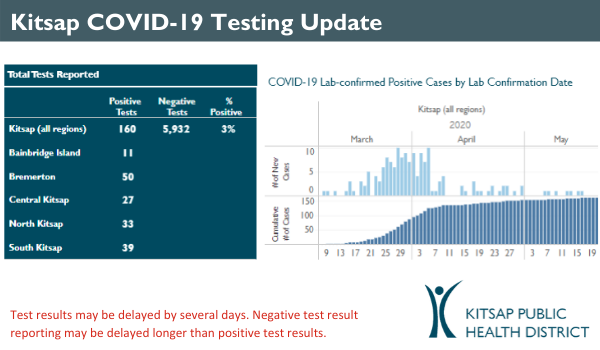 Kitsap COVID-19 Testing Update
Total Tests Reported
Positive Tests Negative Tests % Positive
Kitsap (all regions) 160 5,932 3%
Bainbridge Island 11
Bremerton 50
Central Kitsap 27
North Kitsap 33
South Kitsap 39
COVID-19 Lab-confirmed Positive Cases by Lab Confirmation Date
Kitsap (all regions)
2020
March April May
# of New Cases
10
5
0
Cumulative # of Cases
150
100
50
9 13 17 21 25 29 3 7 11 15 19 23 27 3 7 11 15 19
Test results may be delayed by several days. Negative test result
reporting may be delayed longer than positive test results.
KITSAP PUBLIC
HEALTH DISTRICT